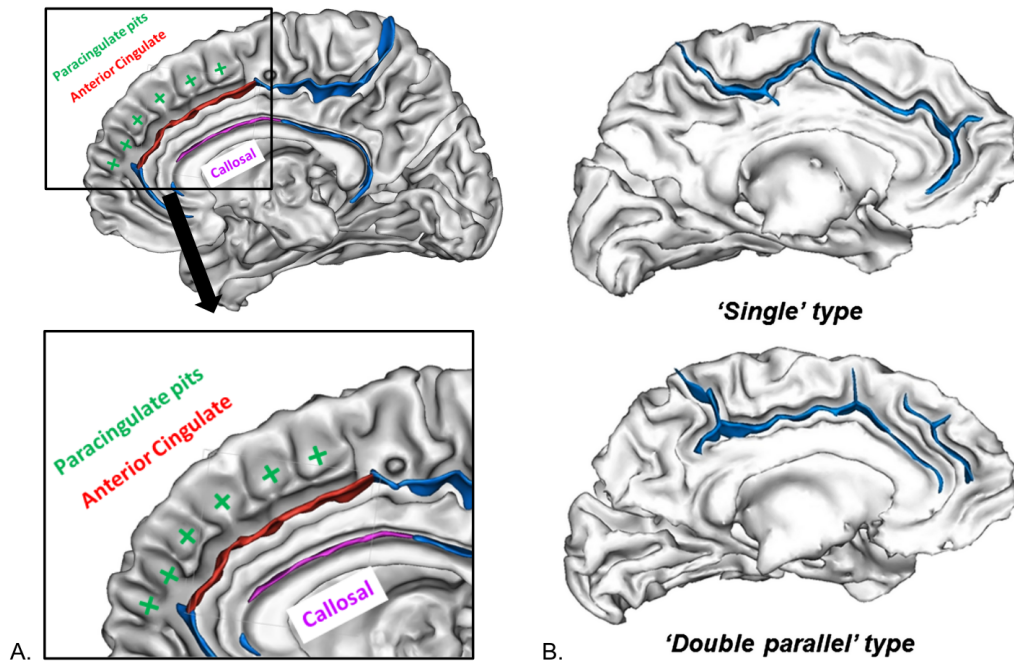 Paracingulate pits
Anterior Cingulate
Callosal
Paracingulate pits
Anterior Cingulate
Callosal
A.
‘Single’ type
‘Double parallel’ type
B.